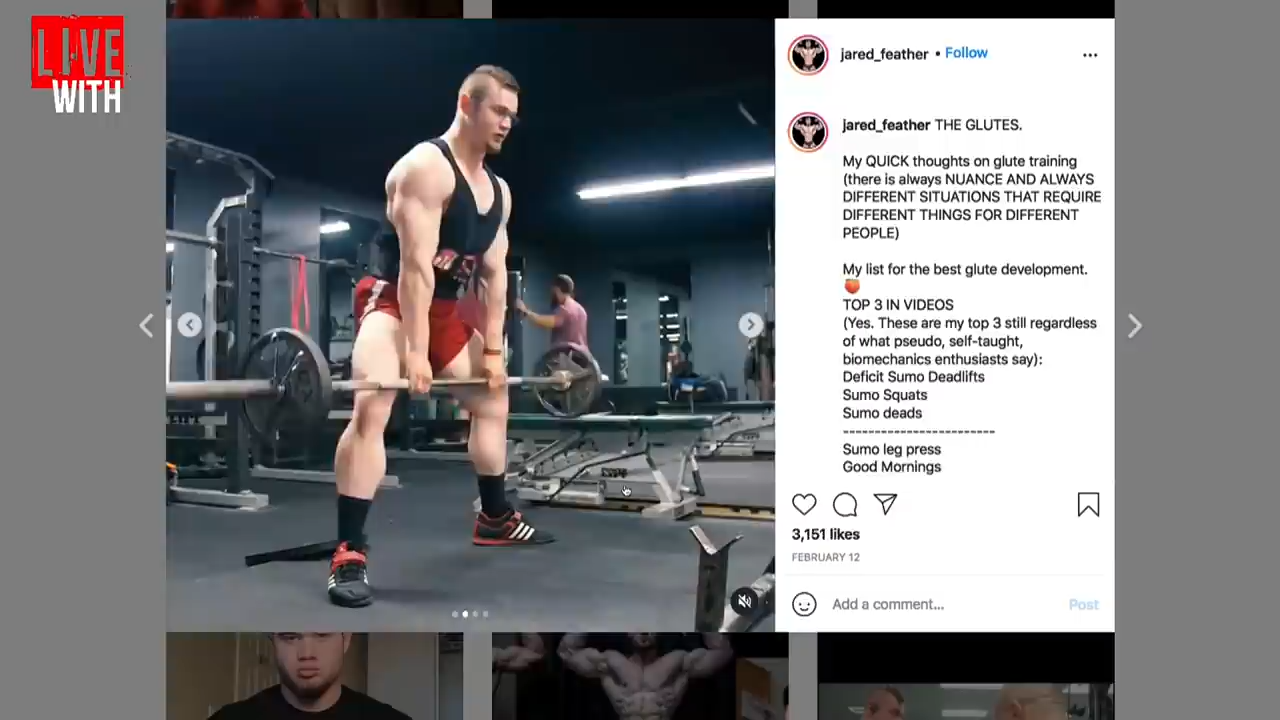 LIVE
WITH
jared_feather • Follow
jared_feather THE GLUTES.
My QUICK thoughts on glute training
(there is always NUANCE AND ALWAYS
DIFFERENT SITUATIONS THAT REQUIRE
DIFFERENT THINGS FOR DIFFERENT
PEOPLE)
My list for the best glute development.
🍑
TOP 3 IN VIDEOS
(Yes. These are my top 3 still regardless
of what pseudo, self-taught,
biomechanics enthusiasts say):
Deficit Sumo Deadlifts
Sumo Squats
Sumo deads
------------------------
Sumo leg press
Good Mornings
3,151 likes
FEBRUARY 12
Add a comment... Post